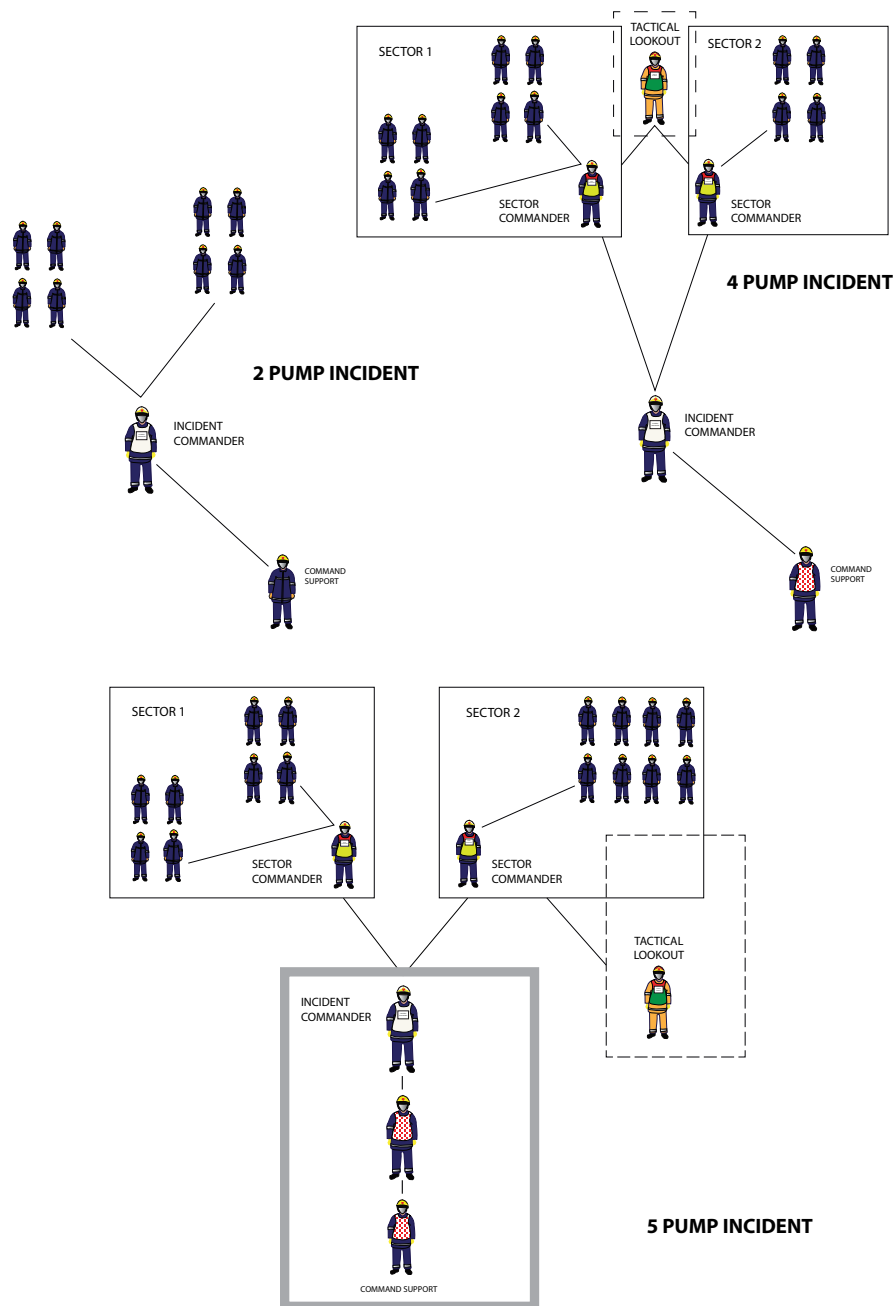 SECTOR 1
TACTICAL
LOOKOUT
SECTOR 2
SECTOR
COMMANDER
SECTOR
COMMANDER
4 PUMP INCIDENT
2 PUMP INCIDENT
INCIDENT
COMMANDER
INCIDENT
COMMANDER
COMMAND
SUPPORT
COMMAND
SUPPORT
SECTOR 1
SECTOR 2
SECTOR
COMMANDER
SECTOR
COMMANDER
TACTICAL
LOOKOUT
INCIDENT
COMMANDER
5 PUMP INCIDENT
COMMAND SUPPORT